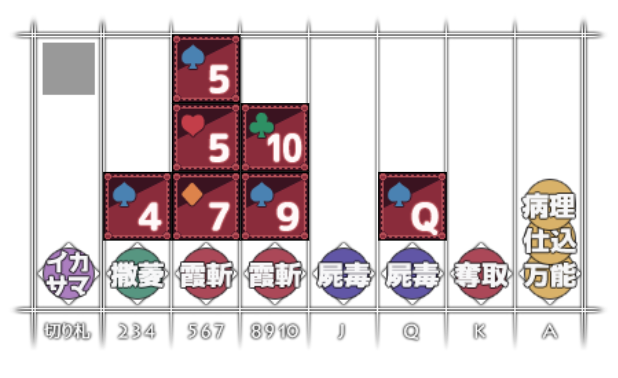 5
5 10
4 7 9 Q
病理
仕込
イカサマ 撒菱 霞斬 霞斬 屍毒 屍毒 奪取 万能
切り札 234 567 8910 J Q K A